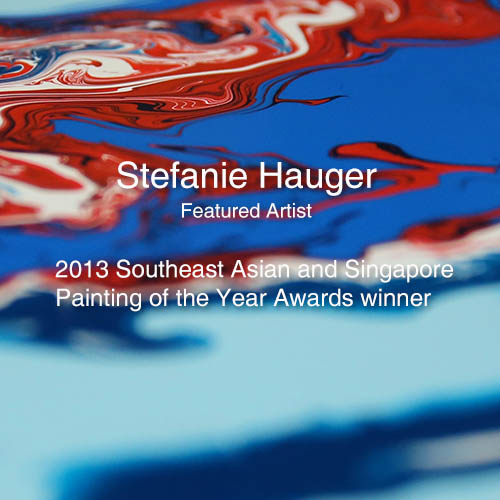 Stefanie Hauger
Featured Artist
2013 Southeast Asian and Singapore
Painting of the Year Awards winner